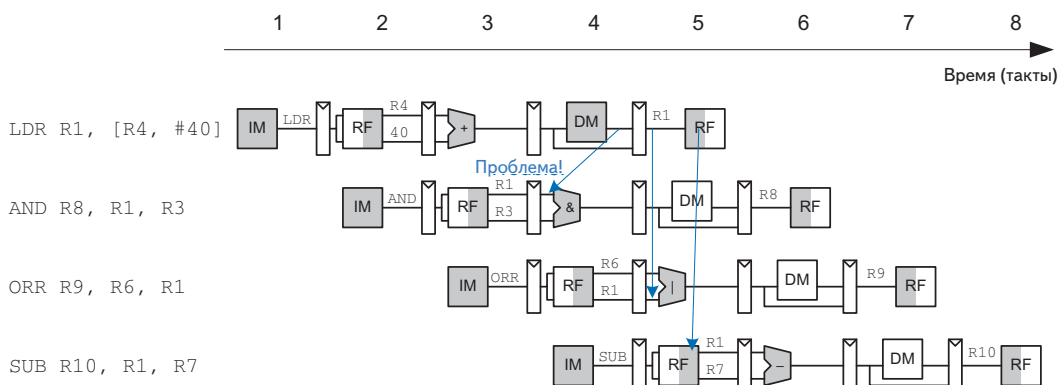 1 2 3 4 5 6 7 8
Время (такты)
LDR R1, [R4, #40] IM LDR RF R4 40 + DM R1 RF
Проблема!
AND R8, R1, R3 IM AND RF R1 R3 & DM R8 RF
ORR R9, R6, R1 IM ORR RF R6 R1 | DM R9 RF
SUB R10, R1, R7 IM SUB RF R1 R7 – DM R10 RF